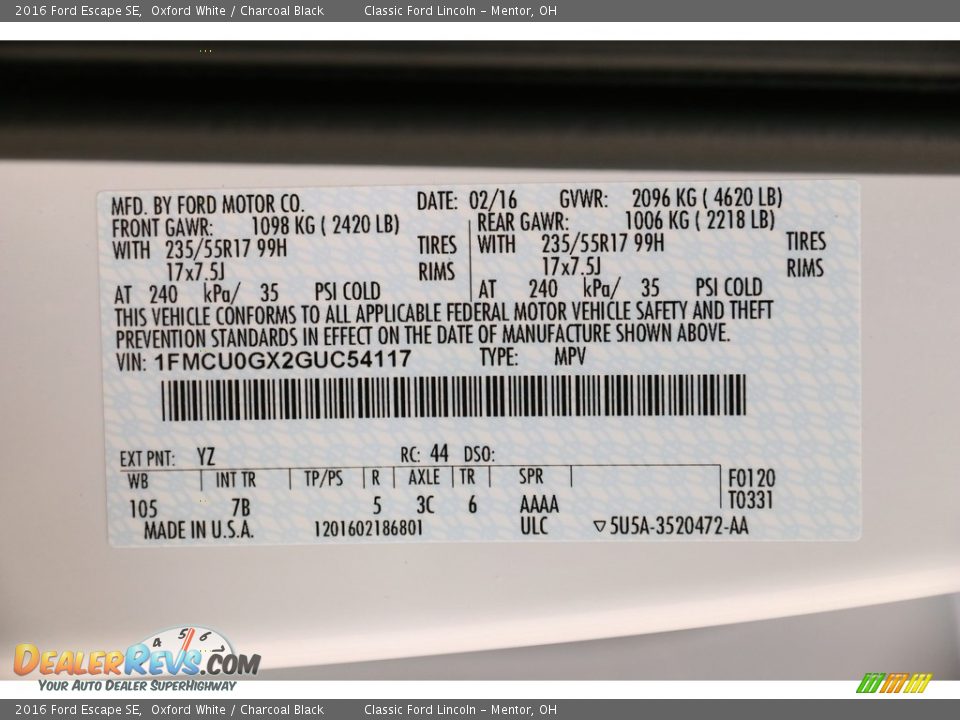 2016 Ford Escape SE, Oxford White / Charcoal Black Classic Ford Lincoln – Mentor, OH
MFD. BY FORD MOTOR CO. DATE: 02/16 GVWR: 2096 KG ( 4620 LB)
FRONT GAWR: 1098 KG ( 2420 LB) REAR GAWR: 1006 KG ( 2218 LB)
WITH 235/55R17 99H TIRES WITH 235/55R17 99H TIRES
17x7.5J RIMS 17x7.5J RIMS
AT 240 kPa/ 35 PSI COLD AT 240 kPa/ 35 PSI COLD
THIS VEHICLE CONFORMS TO ALL APPLICABLE FEDERAL MOTOR VEHICLE SAFETY AND THEFT
PREVENTION STANDARDS IN EFFECT ON THE DATE OF MANUFACTURE SHOWN ABOVE.
VIN: 1FMCU0GX2GUC54117 TYPE: MPV
EXT PNT: YZ RC: 44 DSO:
WB INT TR TP/PS R AXLE TR SPR F0120
105 7B 5 3C 6 AAAA T0331
MADE IN U.S.A. 1201602186801 ULC ▽5U5A-3520472-AA
4 5 6
DEALERREVS.COM
YOUR AUTO DEALER SUPERHIGHWAY
2016 Ford Escape SE, Oxford White / Charcoal Black Classic Ford Lincoln – Mentor, OH